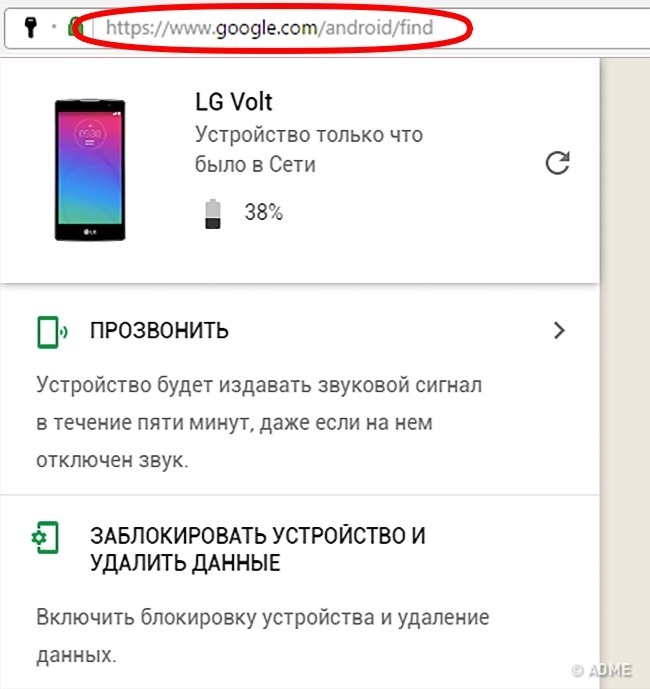 https://www.google.com/android/find
LG Volt
Устройство только что
было в Сети
38%
ПРОЗВОНИТЬ
Устройство будет издавать звуковой сигнал
в течение пяти минут, даже если на нем
отключен звук.
ЗАБЛОКИРОВАТЬ УСТРОЙСТВО И
УДАЛИТЬ ДАННЫЕ
Включить блокировку устройства и удаление
данных.
© ADME